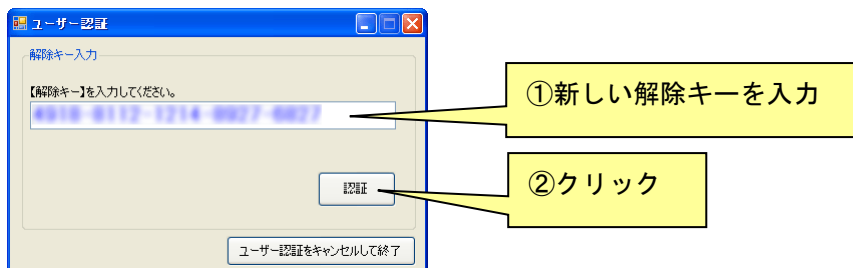 ユーザー認証
解除キー入力
【解除キー】を入力してください。
①新しい解除キーを入力
認証
②クリック
ユーザー認証をキャンセルして終了